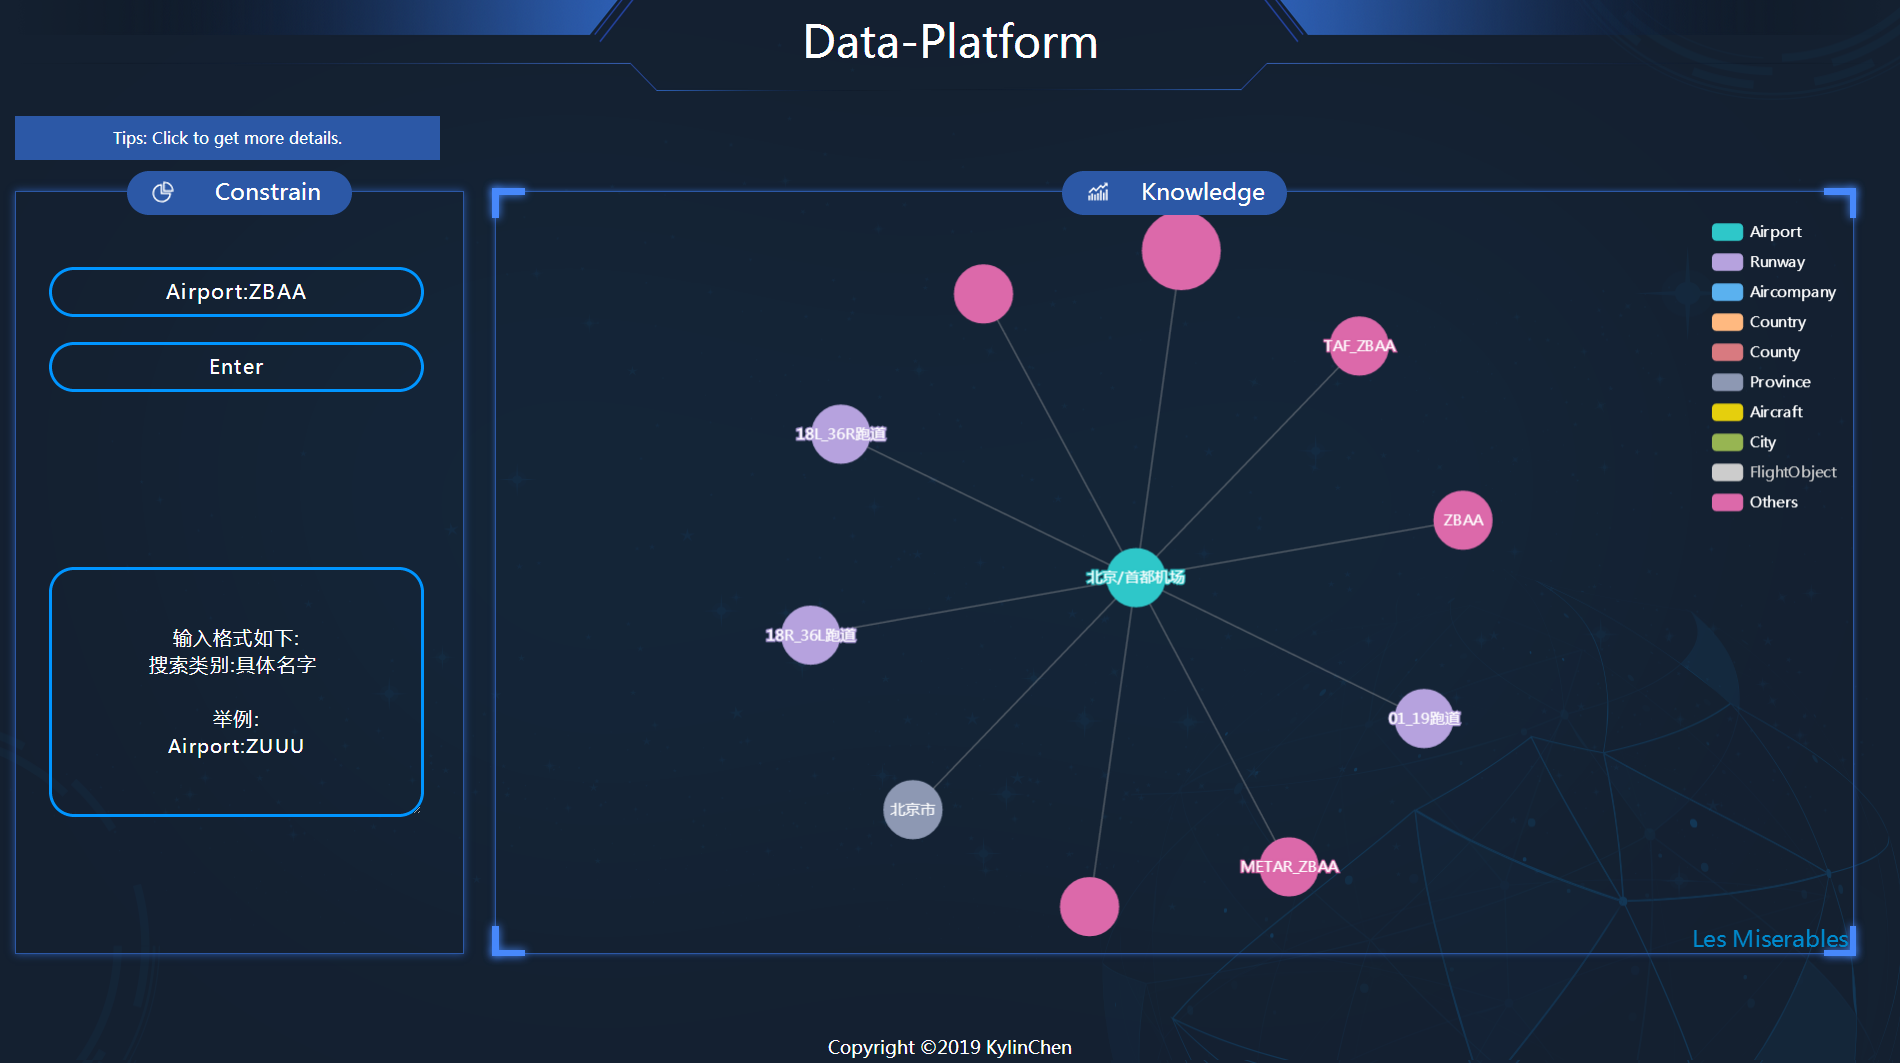 Data-Platform
Tips: Click to get more details.
Constrain
Airport:ZBAA
Enter
输入格式如下:
搜索类别:具体名字
举例:
Airport:ZUUU
Knowledge
TAF_ZBAA
18L_36R跑道
ZBAA
北京/首都机场
18R_36L跑道
01_19跑道
北京市
METAR_ZBAA
Airport
Runway
Aircompany
Country
County
Province
Aircraft
City
FlightObject
Others
Les Miserables
Copyright ©2019 KylinChen